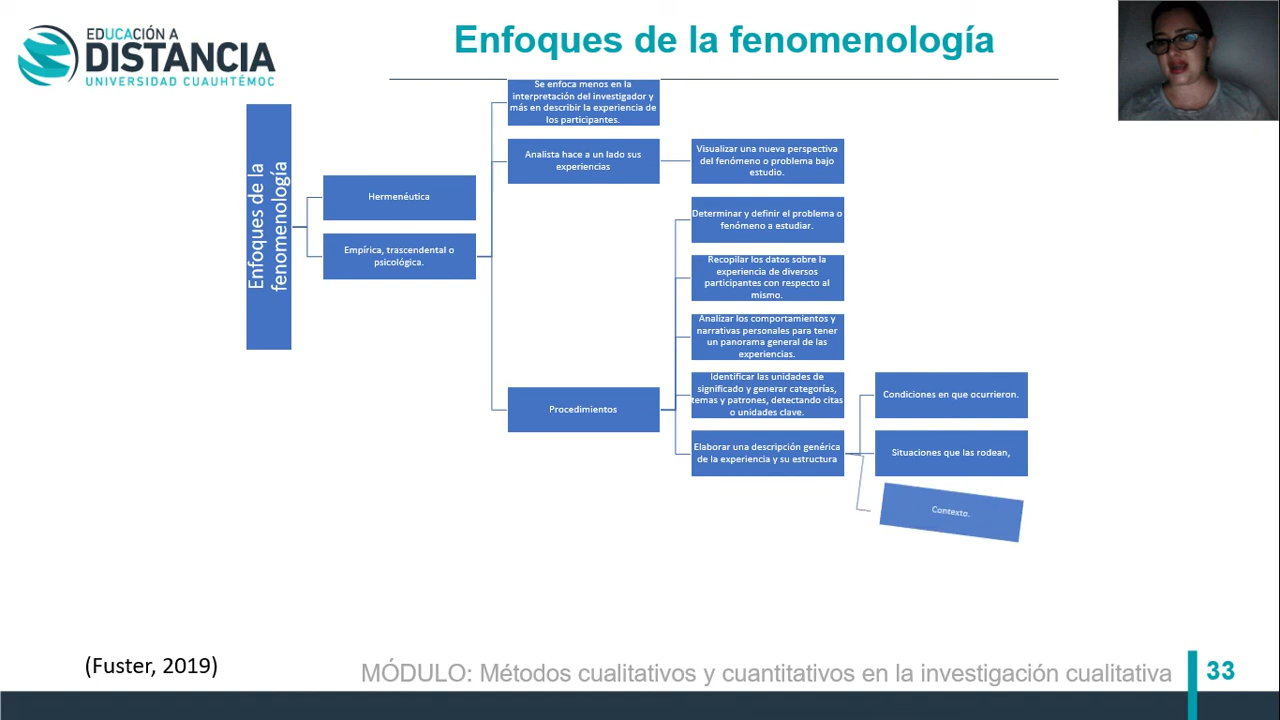 EDUCACIÓN A
DISTANCIA
UNIVERSIDAD CUAUHTÉMOC
Enfoques de la fenomenología
Enfoques de la
fenomenología
Hermenéutica
Empírica, trascendental o
psicológica.
Se enfoca menos en la
interpretación del investigador y
más en describir la experiencia de
los participantes.
Analista hace a un lado sus
experiencias
Visualizar una nueva perspectiva
del fenómeno o problema bajo
estudio.
Procedimientos
Determinar y definir el problema o
fenómeno a estudiar.
Recopilar los datos sobre la
experiencia de diversos
participantes con respecto al
mismo.
Analizar los comportamientos y
narrativas personales para tener
un panorama general de las
experiencias.
Identificar las unidades de
significado y generar categorías,
temas y patrones, detectando citas
o unidades clave.
Elaborar una descripción genérica
de la experiencia y su estructura
Condiciones en que ocurrieron.
Situaciones que las rodean,
Contexto.
(Fuster, 2019)
MÓDULO: Métodos cualitativos y cuantitativos en la investigación cualitativa
33